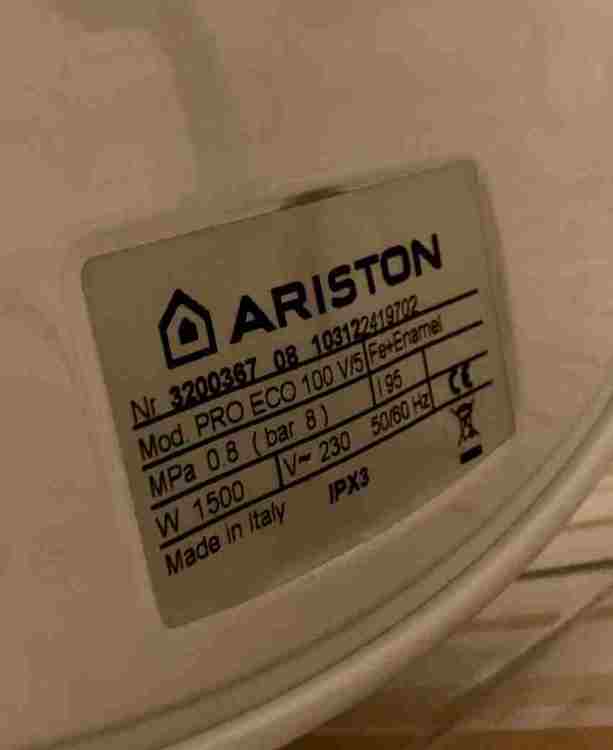 ARISTON
Nr 3200367 08 103122419702
Mod. PRO ECO 100 V/5 Fe+Enamel
MPa 0.8 ( bar 8 ) l 95
W 1500 V~ 230 50/60 Hz CE
Made in Italy IPX3